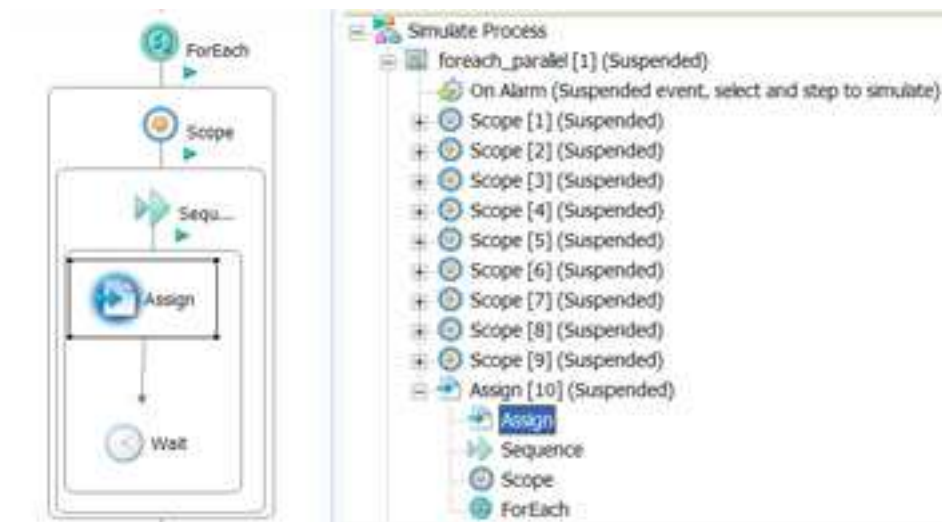 ForEach
Scope
Sequ...
Assign
Wait
Simulate Process
foreach_parallel [1] (Suspended)
On Alarm (Suspended event, select and step to simulate)
Scope [1] (Suspended)
Scope [2] (Suspended)
Scope [3] (Suspended)
Scope [4] (Suspended)
Scope [5] (Suspended)
Scope [6] (Suspended)
Scope [7] (Suspended)
Scope [8] (Suspended)
Scope [9] (Suspended)
Assign [10] (Suspended)
Assign
Sequence
Scope
ForEach